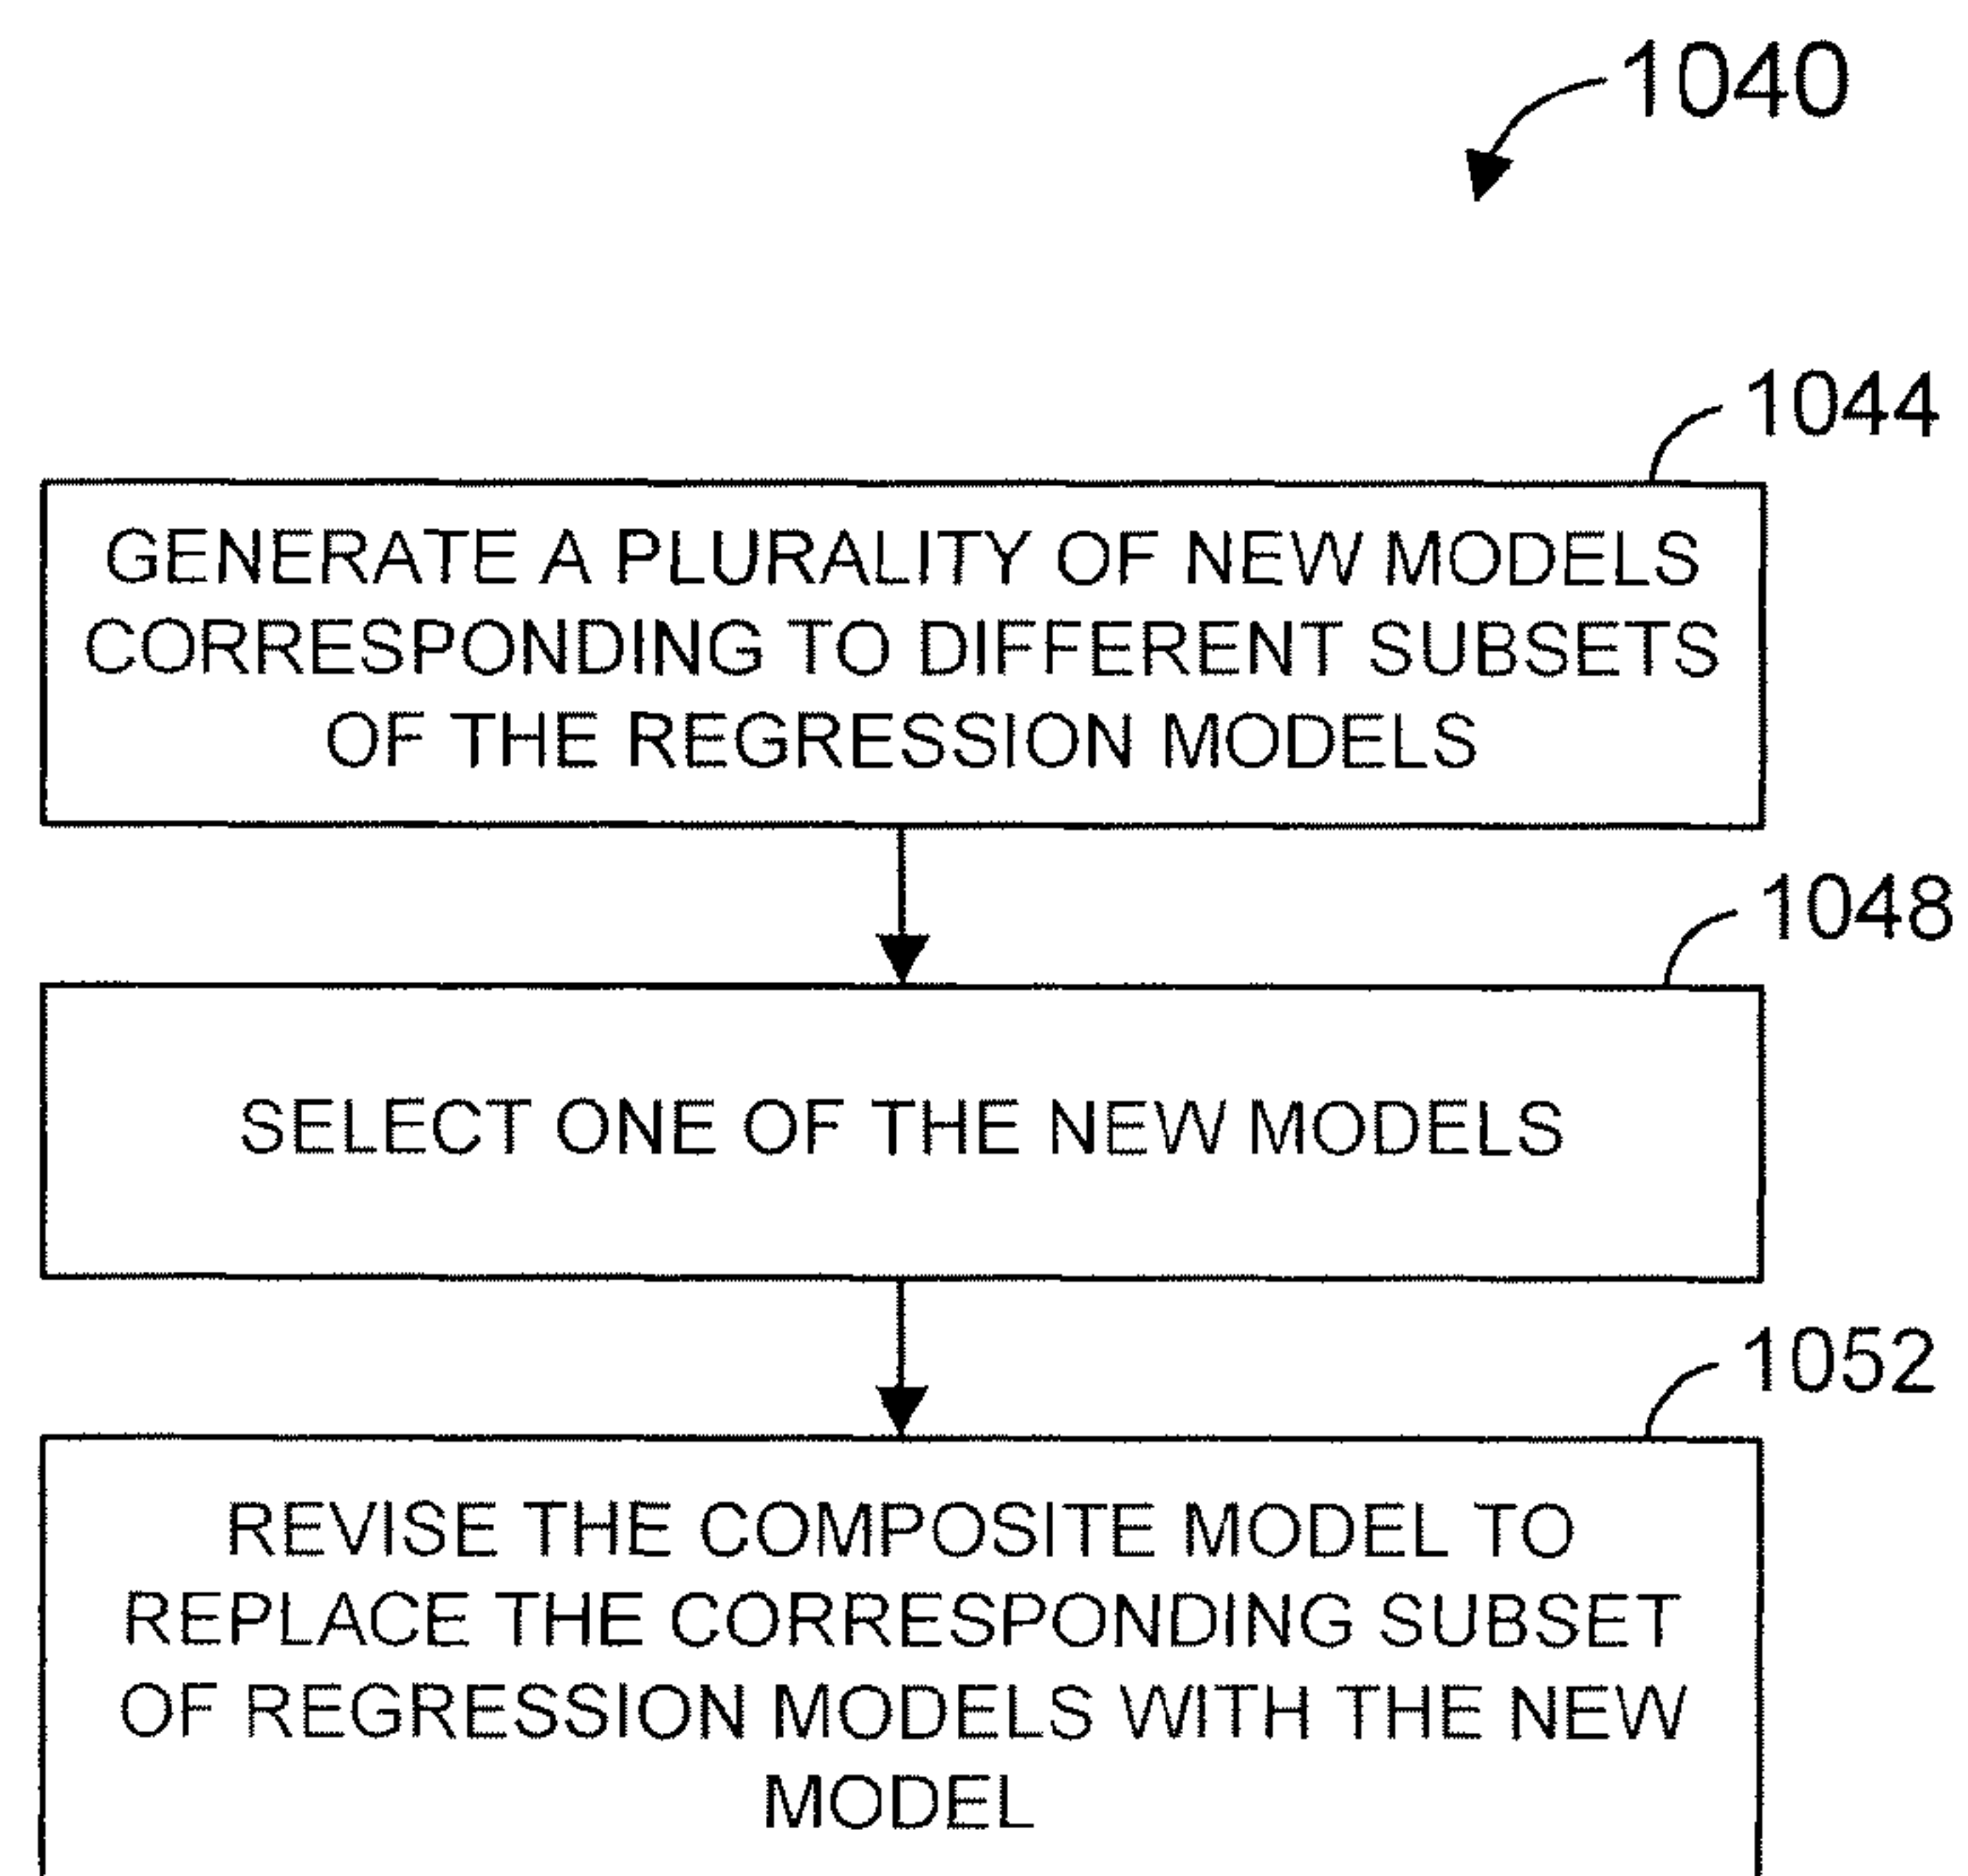 1040
1044
GENERATE A PLURALITY OF NEW MODELS
CORRESPONDING TO DIFFERENT SUBSETS
OF THE REGRESSION MODELS
1048
SELECT ONE OF THE NEW MODELS
1052
REVISE THE COMPOSITE MODEL TO
REPLACE THE CORRESPONDING SUBSET
OF REGRESSION MODELS WITH THE NEW
MODEL